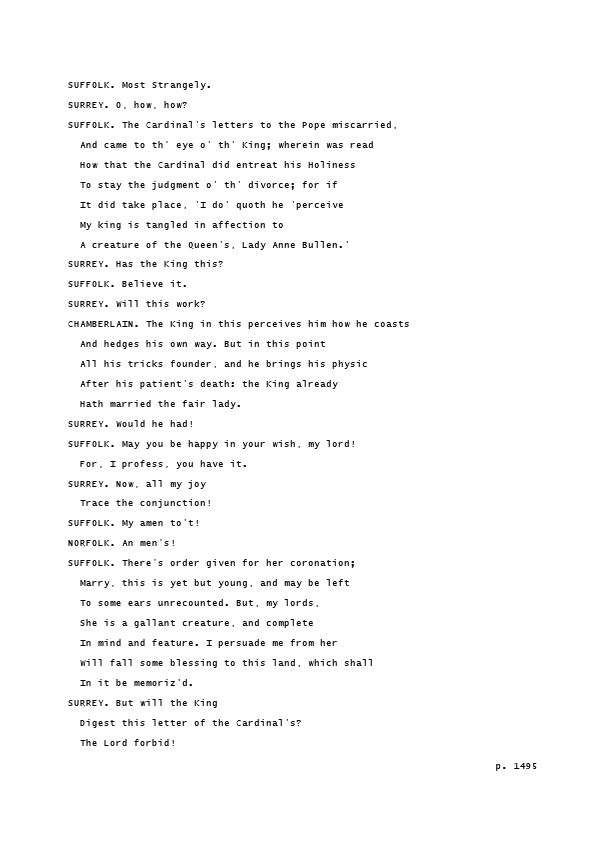 SUFFOLK. Most Strangely.
SURREY. O, how, how?
SUFFOLK. The Cardinal's letters to the Pope miscarried,
And came to th' eye o' th' King; wherein was read
How that the Cardinal did entreat his Holiness
To stay the judgment o' th' divorce; for if
It did take place, 'I do' quoth he 'perceive
My king is tangled in affection to
A creature of the Queen's, Lady Anne Bullen.'
SURREY. Has the King this?
SUFFOLK. Believe it.
SURREY. Will this work?
CHAMBERLAIN. The King in this perceives him how he coasts
And hedges his own way. But in this point
All his tricks founder, and he brings his physic
After his patient's death: the King already
Hath married the fair lady.
SURREY. Would he had!
SUFFOLK. May you be happy in your wish, my lord!
For, I profess, you have it.
SURREY. Now, all my joy
Trace the conjunction!
SUFFOLK. My amen to't!
NORFOLK. An men's!
SUFFOLK. There's order given for her coronation;
Marry, this is yet but young, and may be left
To some ears unrecounted. But, my lords,
She is a gallant creature, and complete
In mind and feature. I persuade me from her
Will fall some blessing to this land, which shall
In it be memoriz'd.
SURREY. But will the King
Digest this letter of the Cardinal's?
The Lord forbid!
p. 1495